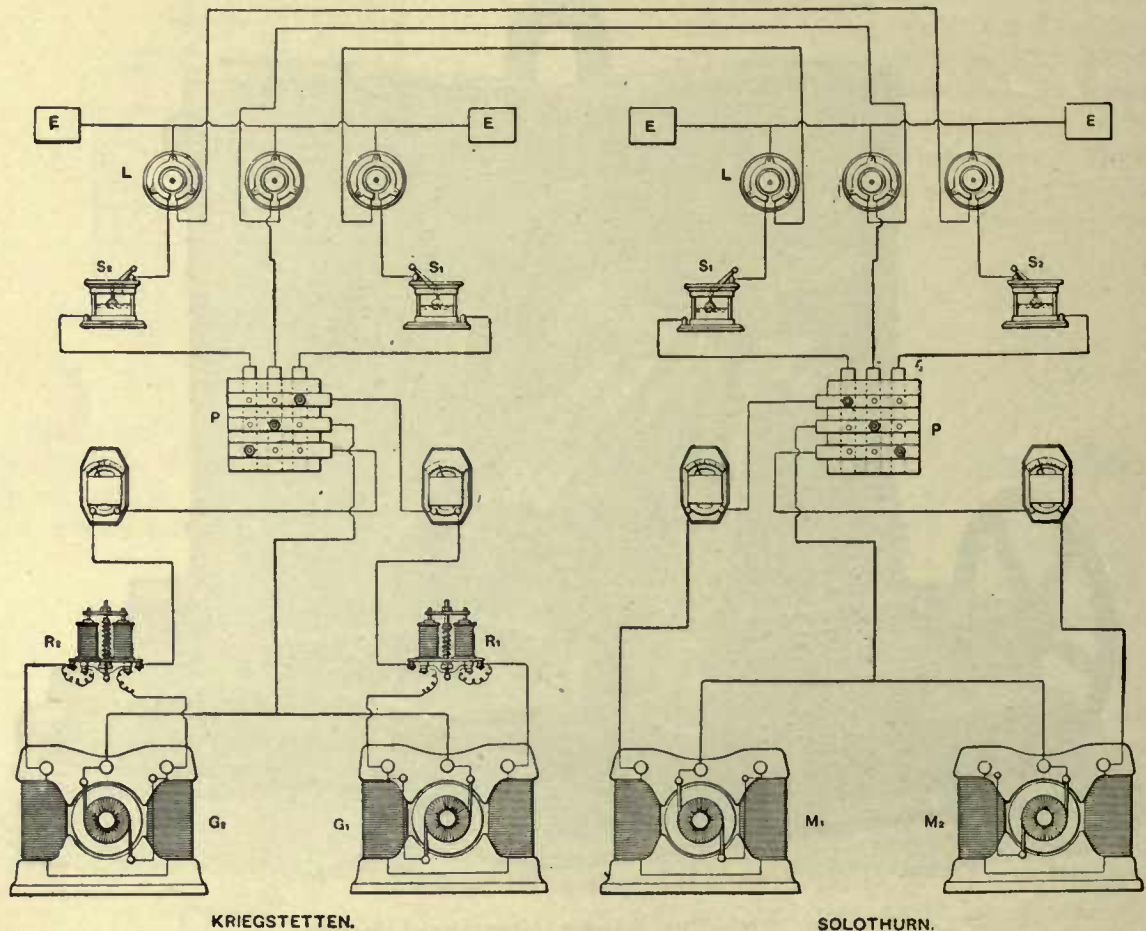 E E E E
L L
S₂ S₁ S₁ S₂
P P
R₂ R₁
G₂ G₁ M₁ M₂
KRIEGSTETTEN. SOLOTHURN.